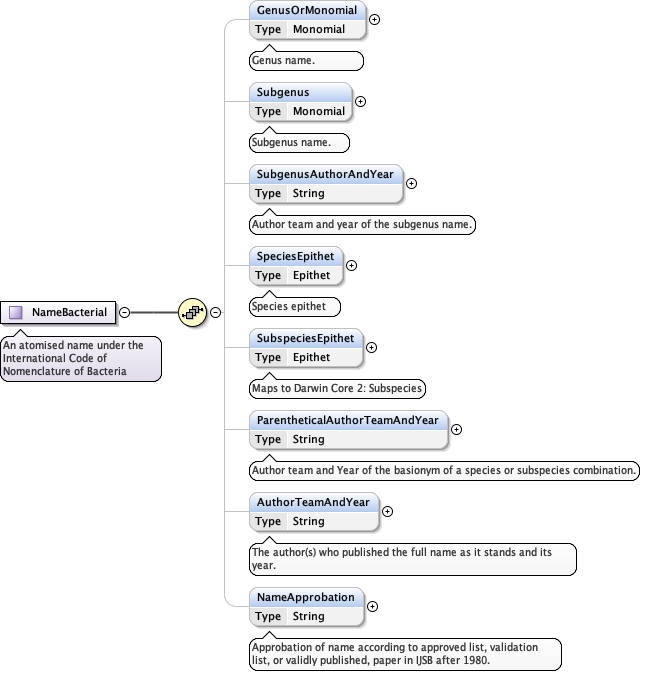 GenusOrMonomial
Type Monomial
Genus name.
Subgenus
Type Monomial
Subgenus name.
SubgenusAuthorAndYear
Type String
Author team and year of the subgenus name.
SpeciesEpithet
Type Epithet
Species epithet
NameBacterial
An atomised name under the
International Code of
Nomenclature of Bacteria
SubspeciesEpithet
Type Epithet
Maps to Darwin Core 2: Subspecies
ParentheticalAuthorTeamAndYear
Type String
Author team and Year of the basionym of a species or subspecies combination.
AuthorTeamAndYear
Type String
The author(s) who published the full name as it stands and its
year.
NameApprobation
Type String
Approbation of name according to approved list, validation
list, or validly published, paper in IJSB after 1980.